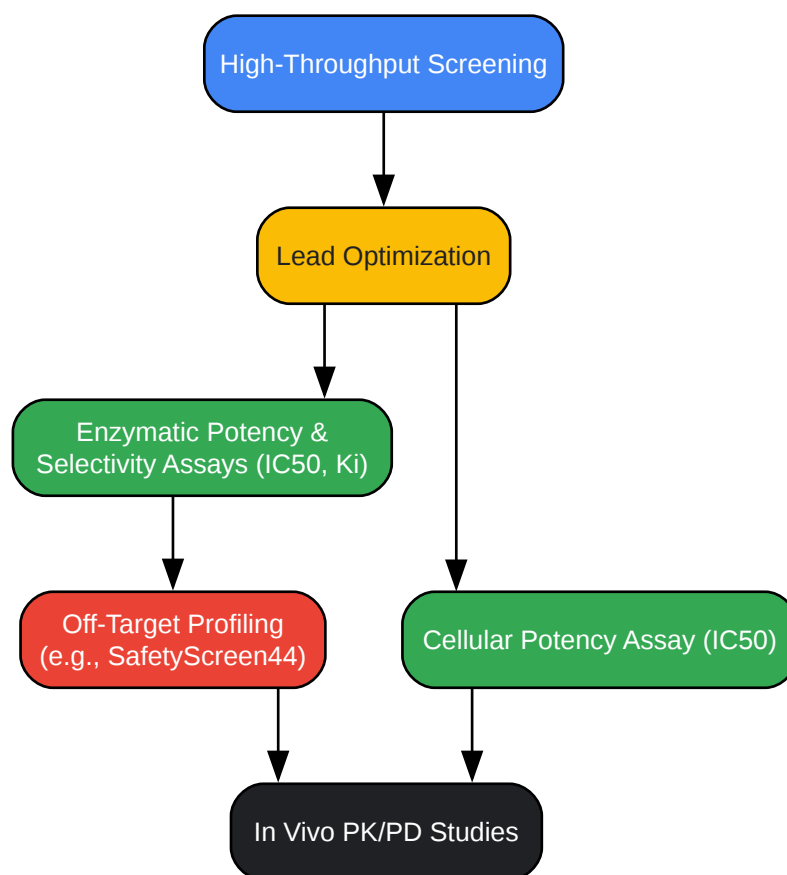 High-Throughput Screening
Lead Optimization
Enzymatic Potency &
Selectivity Assays (IC50, Ki)
Off-Target Profiling
(e.g., SafetyScreen44)
Cellular Potency Assay (IC50)
In Vivo PK/PD Studies